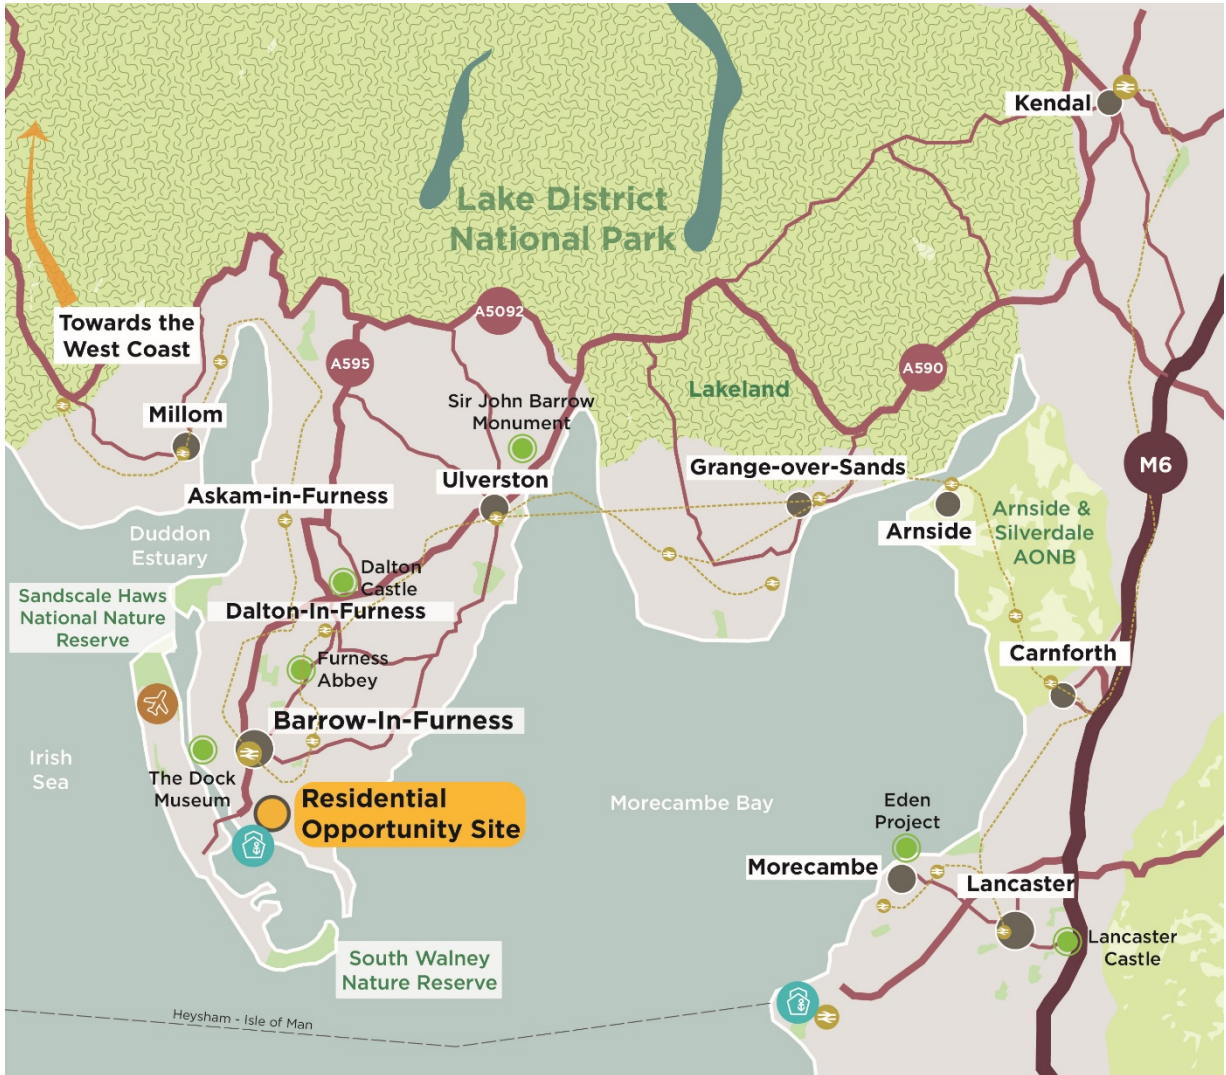 Kendal
Lake District
National Park
A5092
Towards the
West Coast
A595
A590
Lakeland
Sir John Barrow
Monument
Millom
M6
Grange-over-Sands
Ulverston
Askam-in-Furness
Arnside
Arnside &
Silverdale
AONB
Duddon
Estuary
Dalton
Castle
Sandscale Haws
National Nature
Reserve
Dalton-In-Furness
Furness
Abbey
Carnforth
Barrow-In-Furness
Irish
Sea
The Dock
Museum
Residential
Opportunity Site
Morecambe Bay
Eden
Project
Morecambe
Lancaster
Lancaster
Castle
South Walney
Nature Reserve
Heysham - Isle of Man